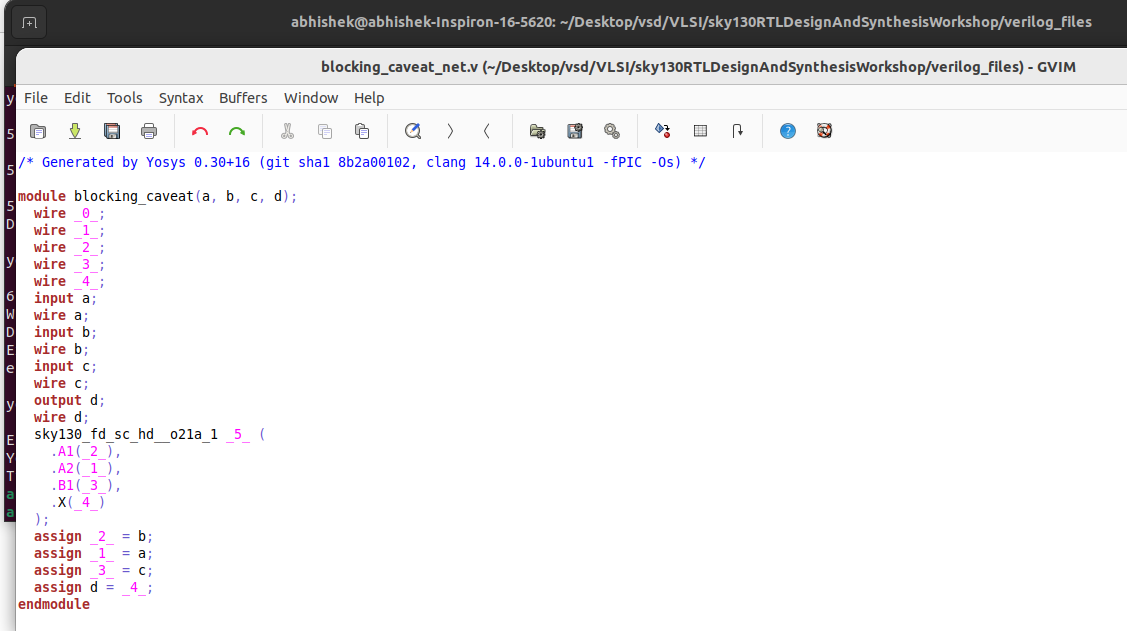 abhishek@abhishek-Inspiron-16-5620: ~/Desktop/vsd/VLSI/sky130RTLDesignAndSynthesisWorkshop/verilog_files
blocking_caveat_net.v (~/Desktop/vsd/VLSI/sky130RTLDesignAndSynthesisWorkshop/verilog_files) - GVIM
File Edit Tools Syntax Buffers Window Help
/* Generated by Yosys 0.30+16 (git sha1 8b2a00102, clang 14.0.0-1ubuntu1 -fPIC -Os) */
module blocking_caveat(a, b, c, d);
  wire _0_;
  wire _1_;
  wire _2_;
  wire _3_;
  wire _4_;
  input a;
  wire a;
  input b;
  wire b;
  input c;
  wire c;
  output d;
  wire d;
  sky130_fd_sc_hd__o21a_1 _5_ (
    .A1(_2_),
    .A2(_1_),
    .B1(_3_),
    .X(_4_)
  );
  assign _2_ = b;
  assign _1_ = a;
  assign _3_ = c;
  assign d = _4_;
endmodule